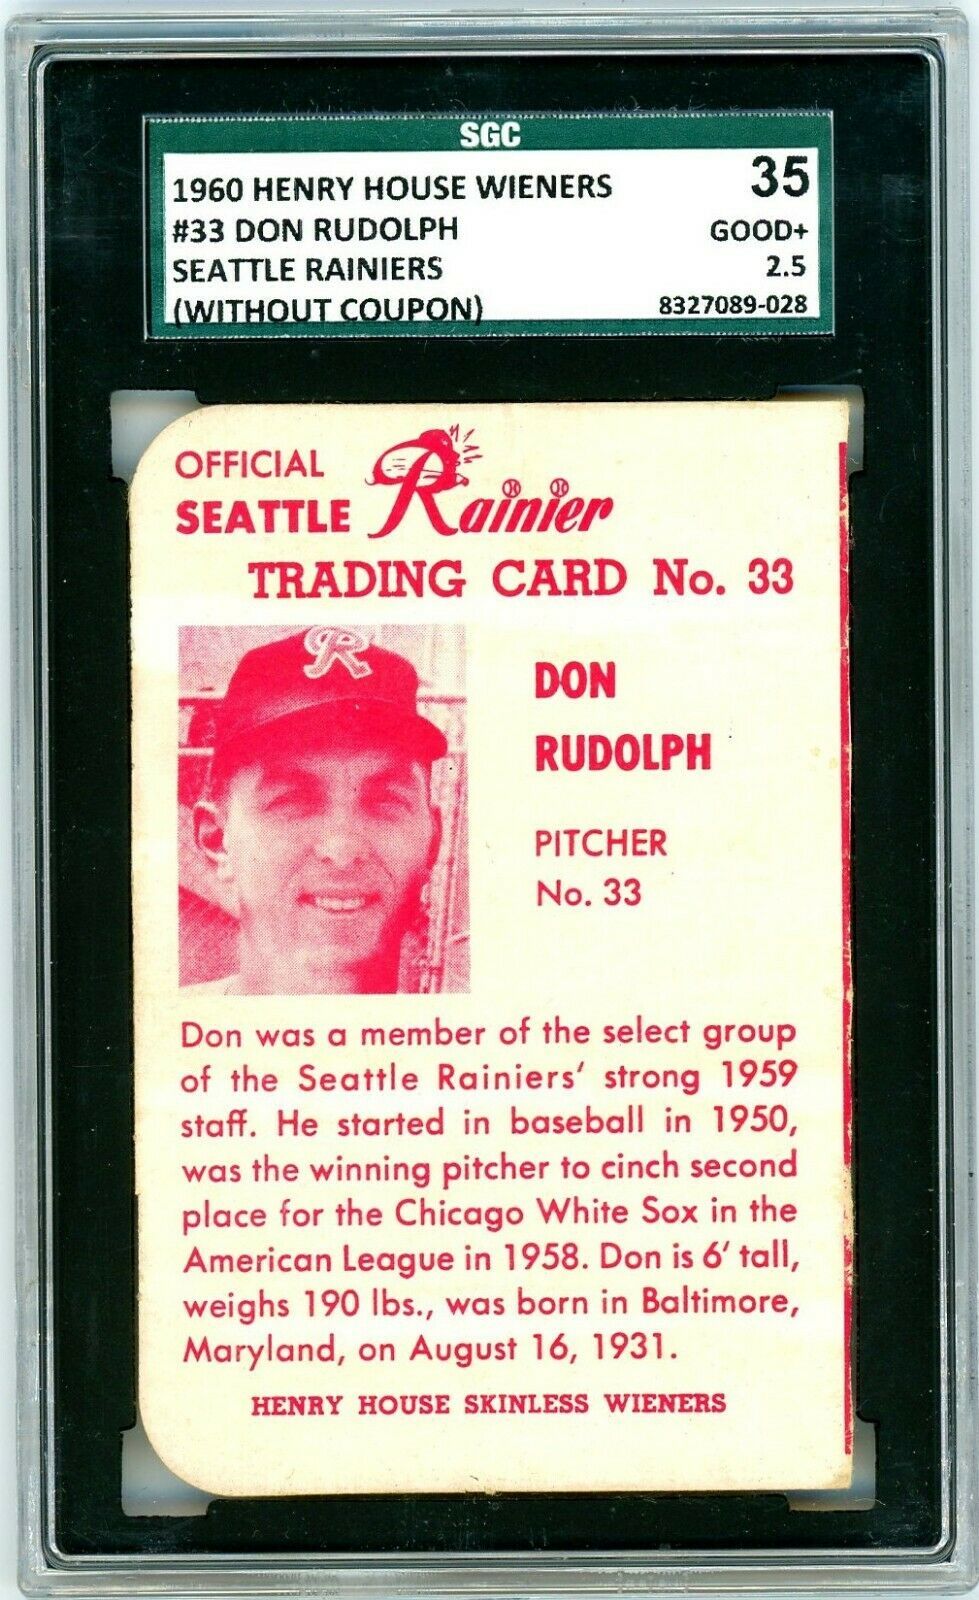 SGC
1960 HENRY HOUSE WIENERS 35
#33 DON RUDOLPH GOOD+
SEATTLE RAINIERS 2.5
(WITHOUT COUPON) 8327089-028
OFFICIAL
SEATTLE Rainier
TRADING CARD No. 33
R
DON
RUDOLPH
PITCHER
No. 33
Don was a member of the select group
of the Seattle Rainiers' strong 1959
staff. He started in baseball in 1950,
was the winning pitcher to cinch second
place for the Chicago White Sox in the
American League in 1958. Don is 6' tall,
weighs 190 lbs., was born in Baltimore,
Maryland, on August 16, 1931.
HENRY HOUSE SKINLESS WIENERS